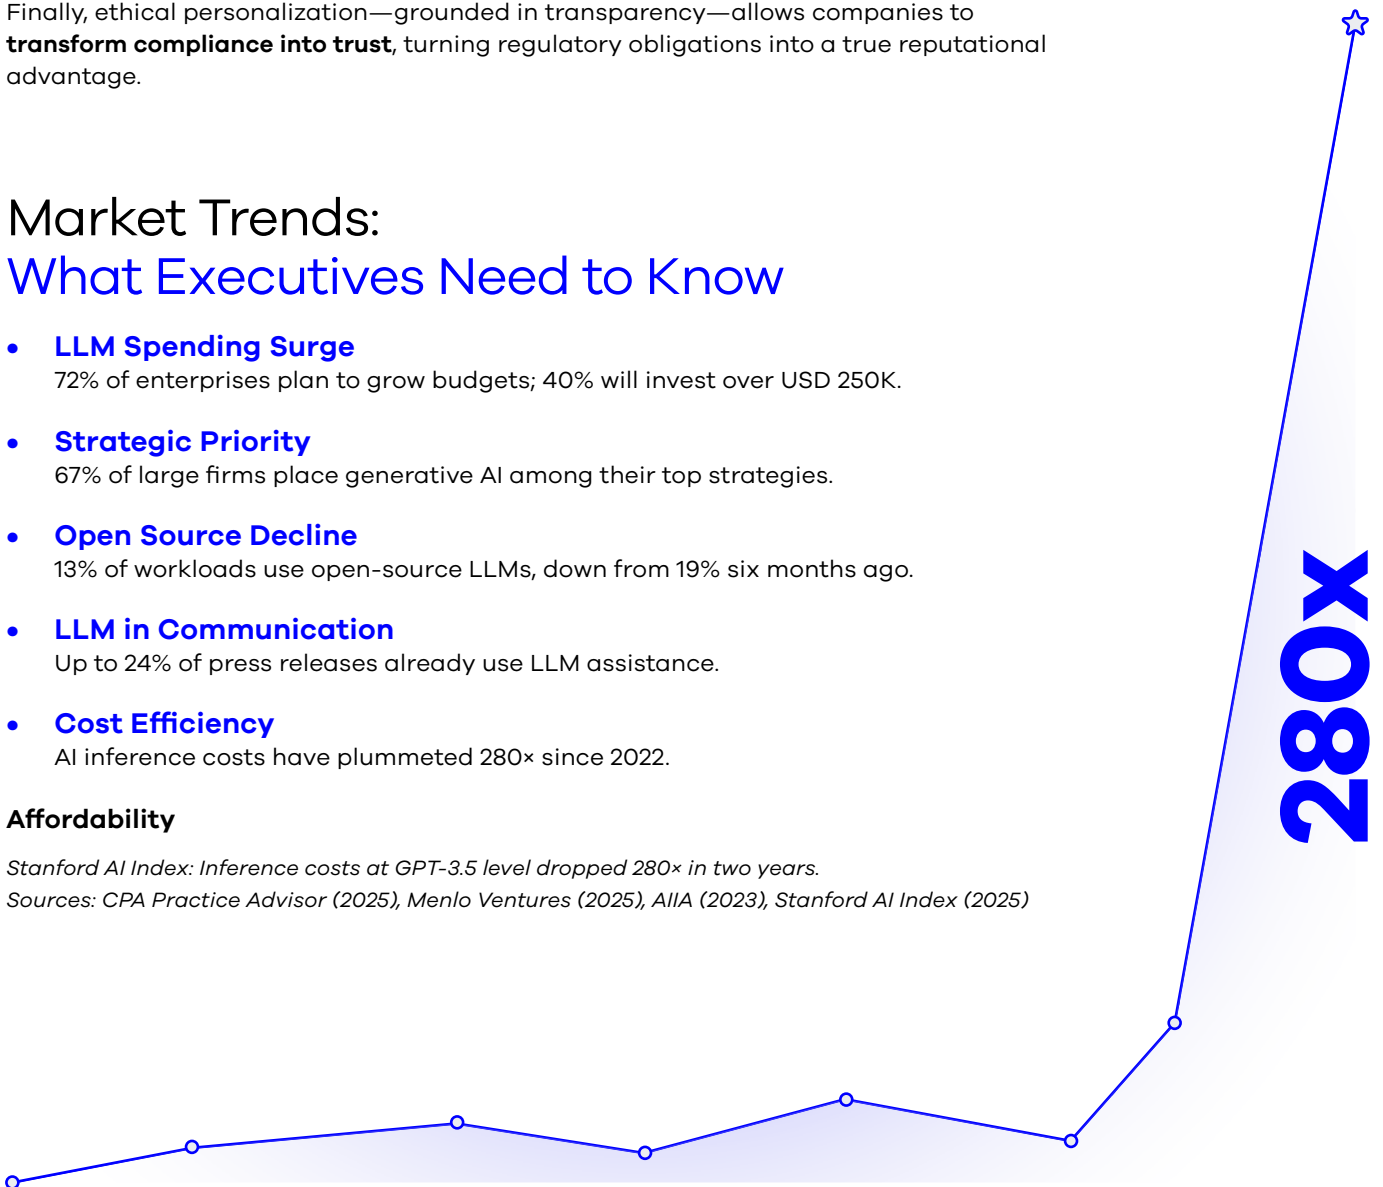 Finally, ethical personalization—grounded in transparency—allows companies to
transform compliance into trust, turning regulatory obligations into a true reputational
advantage.
Market Trends:
What Executives Need to Know
• LLM Spending Surge
72% of enterprises plan to grow budgets; 40% will invest over USD 250K.
• Strategic Priority
67% of large firms place generative AI among their top strategies.
• Open Source Decline
13% of workloads use open-source LLMs, down from 19% six months ago.
• LLM in Communication
Up to 24% of press releases already use LLM assistance.
• Cost Efficiency
AI inference costs have plummeted 280× since 2022.
Affordability
Stanford AI Index: Inference costs at GPT-3.5 level dropped 280× in two years.
Sources: CPA Practice Advisor (2025), Menlo Ventures (2025), AIIA (2023), Stanford AI Index (2025)
280x